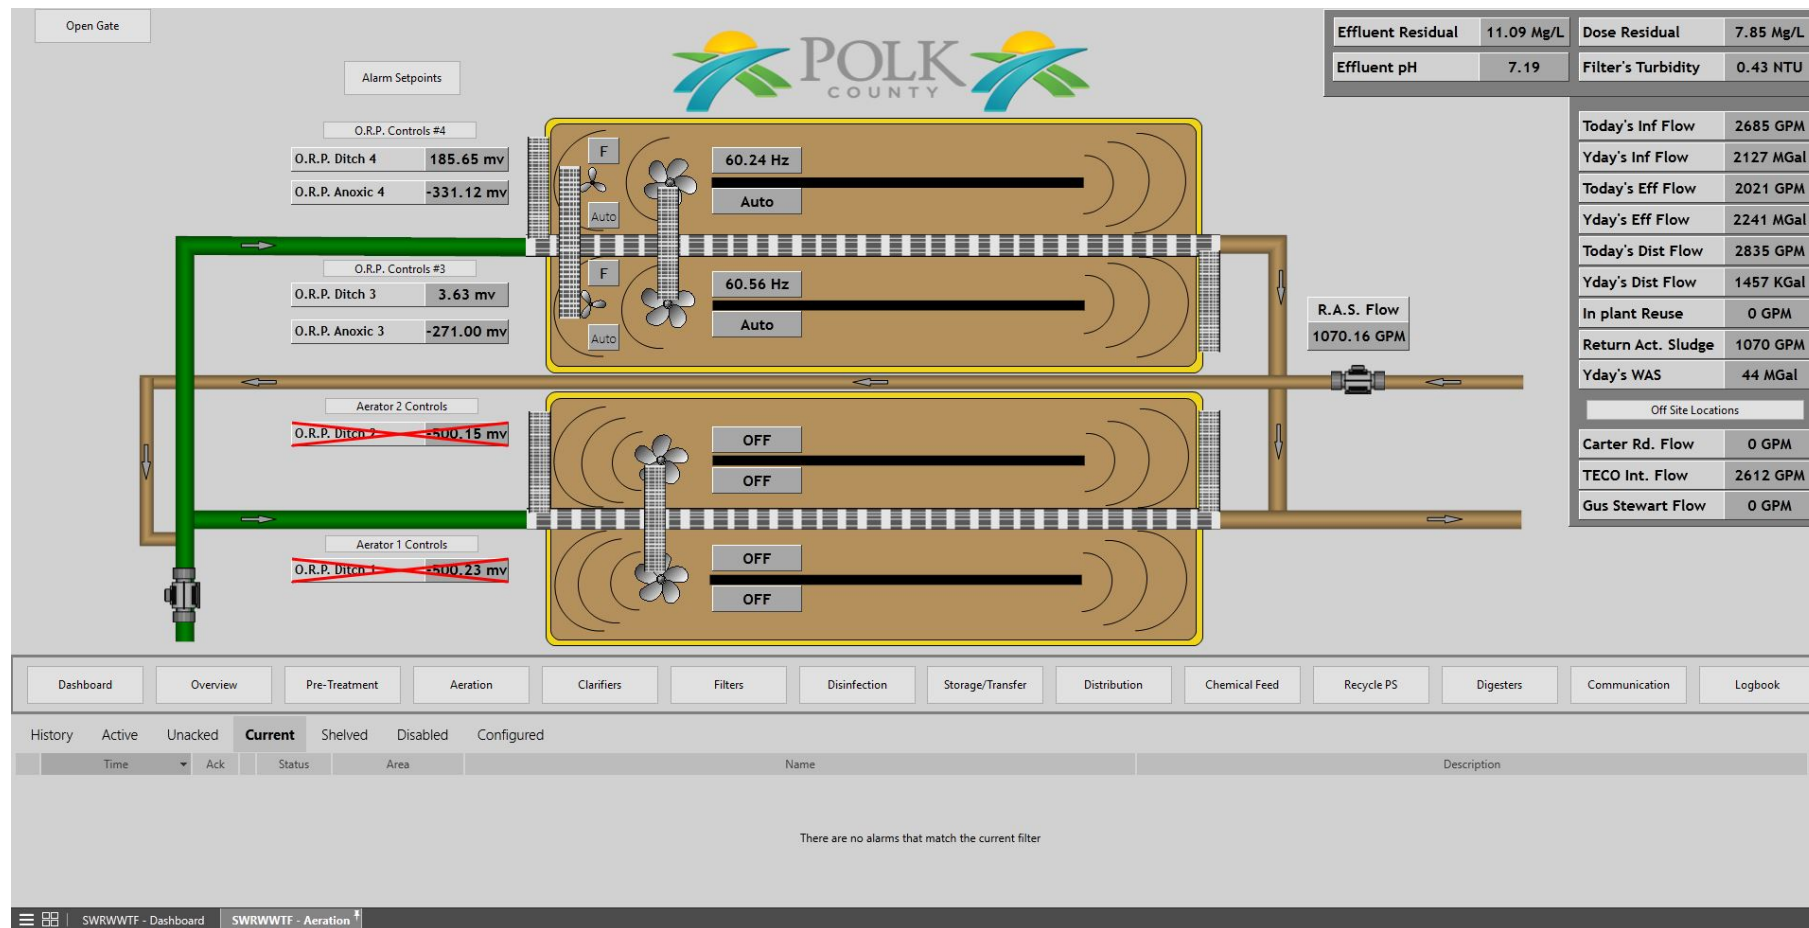 Open Gate
Alarm Setpoints
POLK
COUNTY
Effluent Residual 11.09 Mg/L Dose Residual 7.85 Mg/L
Effluent pH 7.19 Filter's Turbidity 0.43 NTU
O.R.P. Controls #4
O.R.P. Ditch 4 185.65 mv
O.R.P. Anoxic 4 -331.12 mv
F
Auto
60.24 Hz
Auto
O.R.P. Controls #3
O.R.P. Ditch 3 3.63 mv
O.R.P. Anoxic 3 -271.00 mv
F
Auto
60.56 Hz
Auto
R.A.S. Flow
1070.16 GPM
Aerator 2 Controls
O.R.P. Ditch 2 -500.15 mv
OFF
OFF
Aerator 1 Controls
O.R.P. Ditch 1 -500.23 mv
OFF
OFF
Today's Inf Flow 2685 GPM
Yday's Inf Flow 2127 MGal
Today's Eff Flow 2021 GPM
Yday's Eff Flow 2241 MGal
Today's Dist Flow 2835 GPM
Yday's Dist Flow 1457 KGal
In plant Reuse 0 GPM
Return Act. Sludge 1070 GPM
Yday's WAS 44 MGal
Off Site Locations
Carter Rd. Flow 0 GPM
TECO Int. Flow 2612 GPM
Gus Stewart Flow 0 GPM
Dashboard Overview Pre-Treatment Aeration Clarifiers Filters Disinfection Storage/Transfer Distribution Chemical Feed Recycle PS Digesters Communication Logbook
History Active Unacked Current Shelved Disabled Configured
Time Ack Status Area Name Description
There are no alarms that match the current filter
SWRWWTF - Dashboard SWRWWTF - Aeration